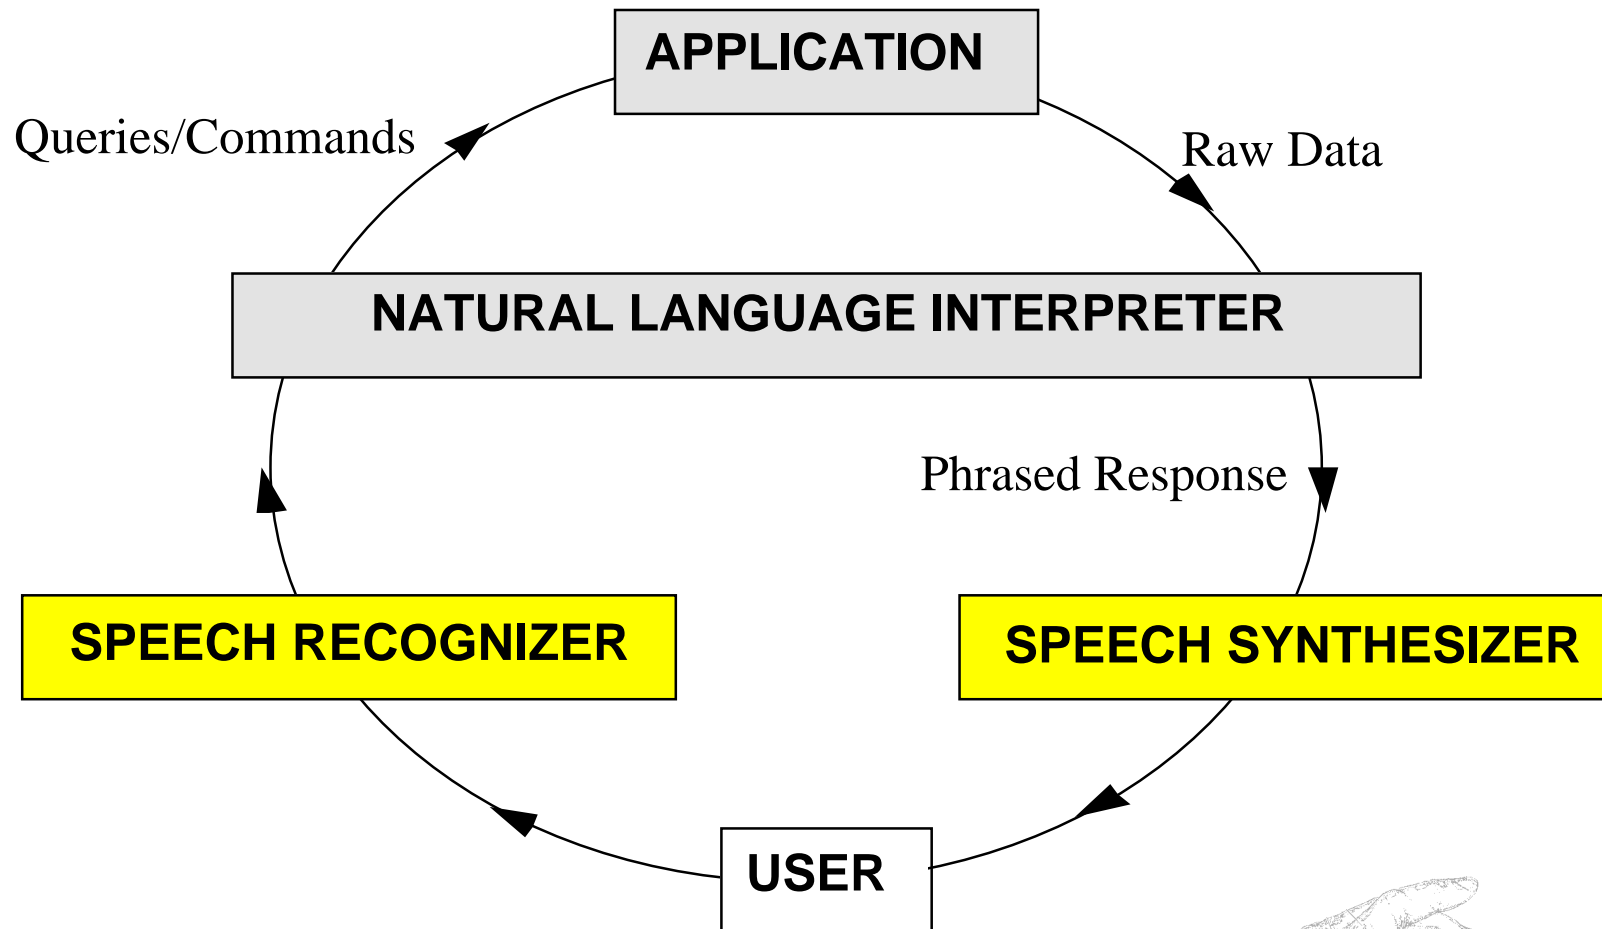 APPLICATION
Queries/Commands
Raw Data
NATURAL LANGUAGE INTERPRETER
Phrased Response
SPEECH RECOGNIZER
SPEECH SYNTHESIZER
USER